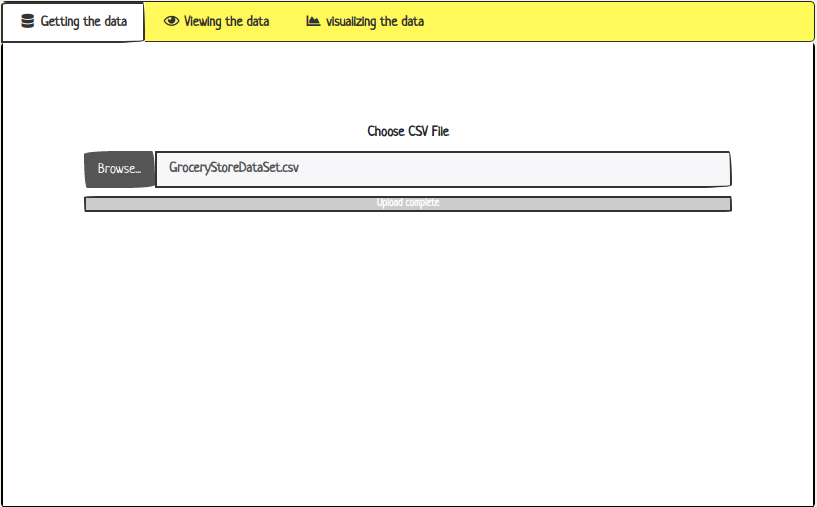 Getting the data Viewing the data visualizing the data
Choose CSV File
Browse... GroceryStoreDataSet.csv
Upload complete